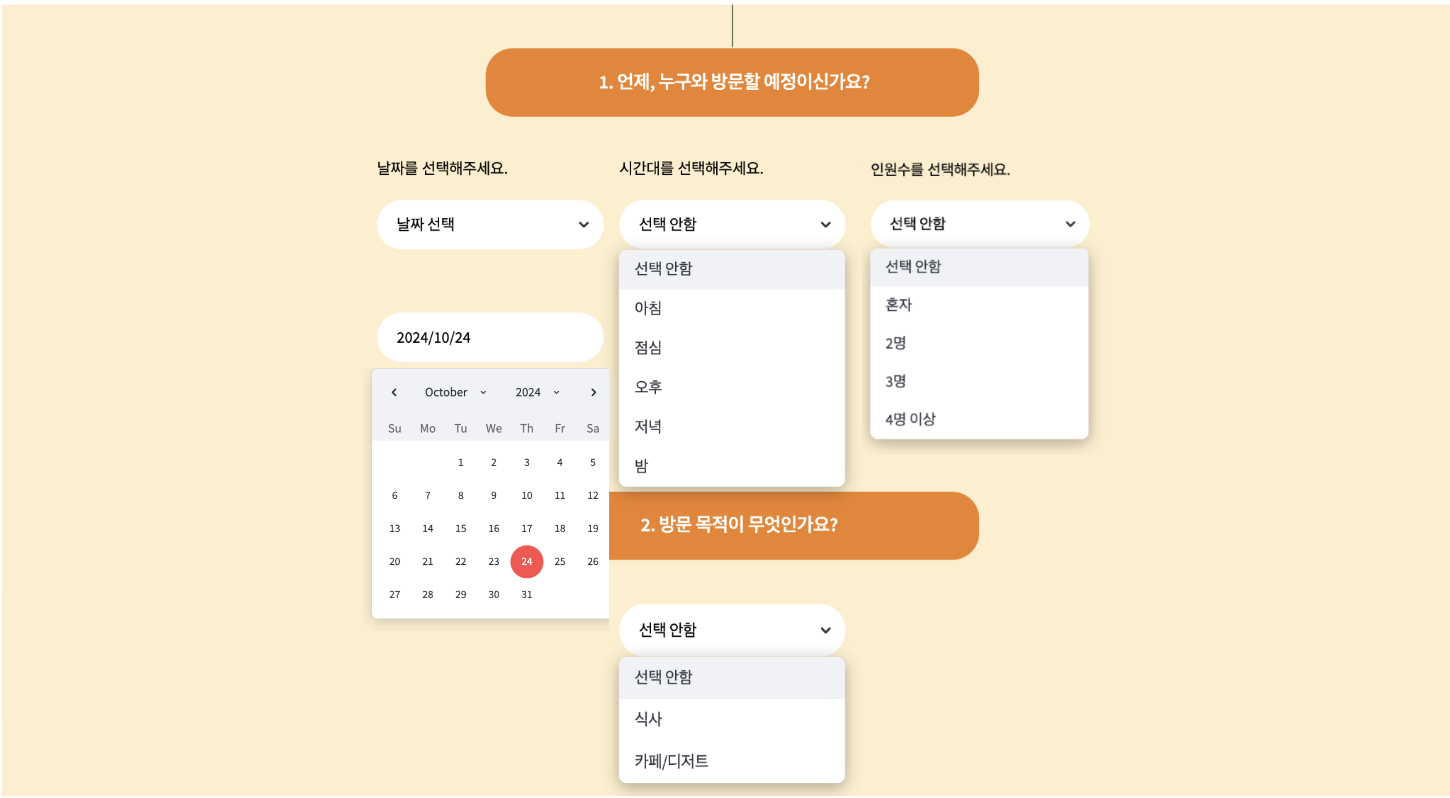 1. 언제, 누구와 방문할 예정이신가요?
날짜를 선택해주세요.
날짜 선택
2024/10/24
October 2024
Su Mo Tu We Th Fr Sa
1 2 3 4 5
6 7 8 9 10 11 12
13 14 15 16 17 18 19
20 21 22 23 24 25 26
27 28 29 30 31
시간대를 선택해주세요.
선택 안함
선택 안함
아침
점심
오후
저녁
밤
인원수를 선택해주세요.
선택 안함
선택 안함
혼자
2명
3명
4명 이상
2. 방문 목적이 무엇인가요?
선택 안함
선택 안함
식사
카페/디저트